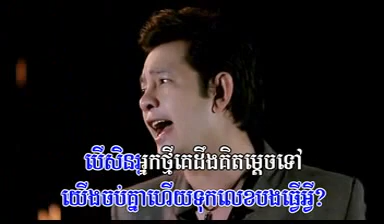 បើសិនអ្នកថ្មីគេដឹងគិតម្ដេចទៅ
យើងចប់គ្នាហើយទុកលេខបងធ្វើអ្វី?